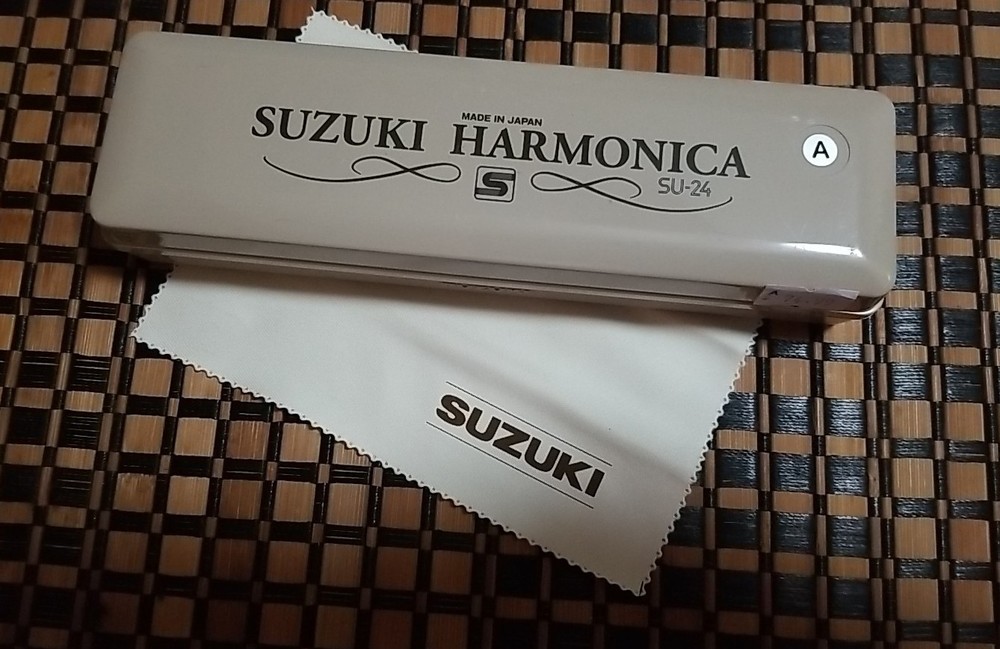 MADE IN JAPAN
SUZUKI HARMONICA
A
S
SU-24
SUZUKI